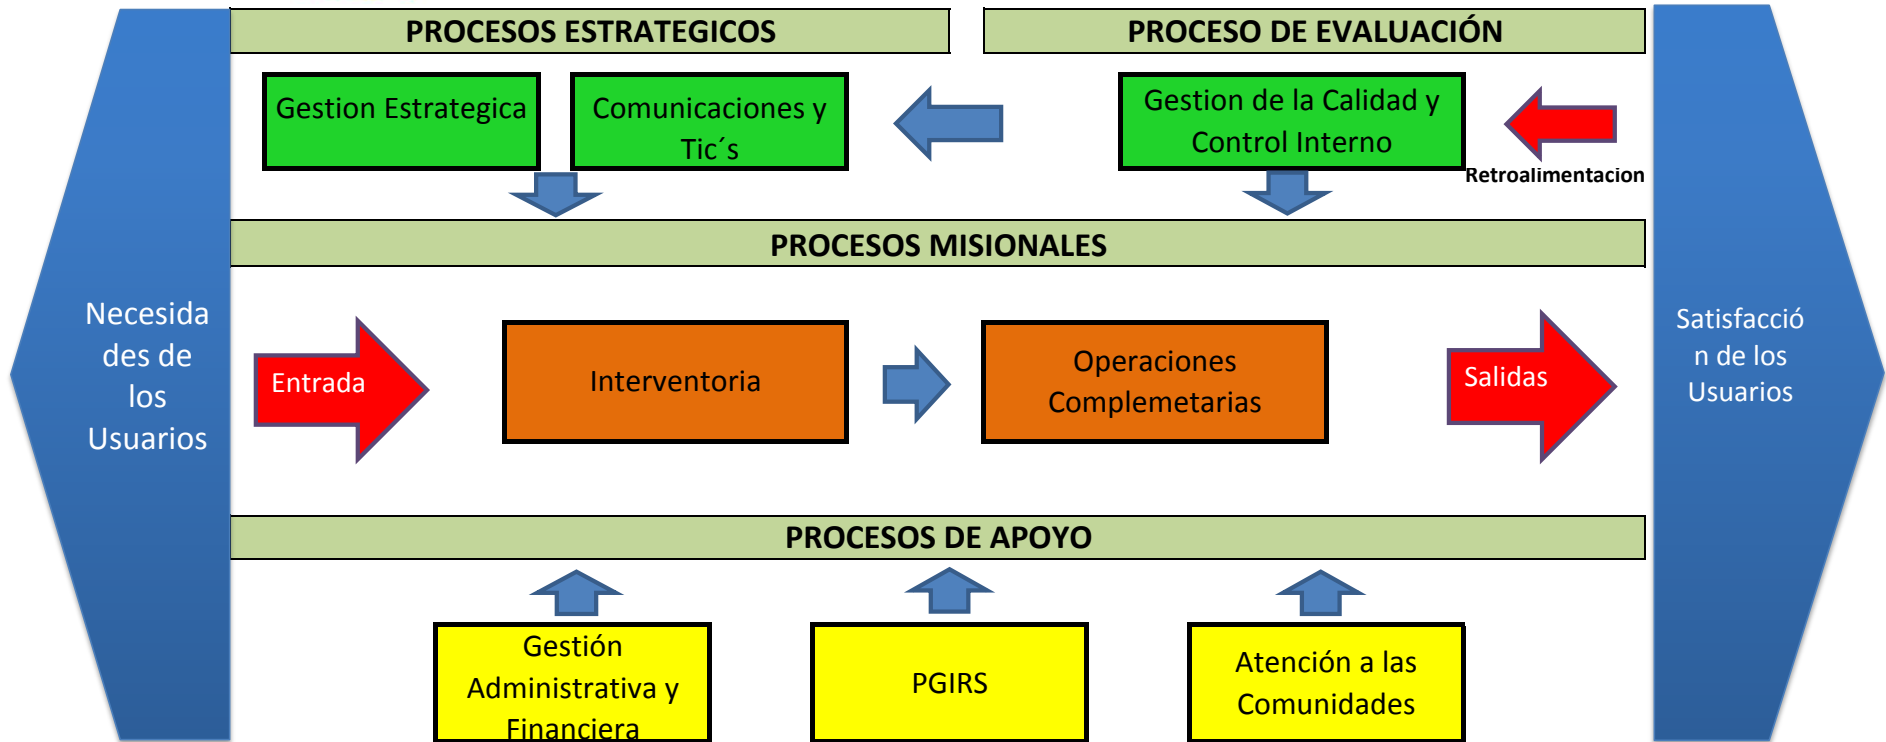 PROCESOS ESTRATEGICOS
PROCESO DE EVALUACIÓN
Gestion Estrategica
Comunicaciones y
Tic´s
Gestion de la Calidad y
Control Interno
Retroalimentacion
PROCESOS MISIONALES
Necesida
des de
los
Usuarios
Entrada
Interventoria
Operaciones
Complemetarias
Salidas
Satisfacció
n de los
Usuarios
PROCESOS DE APOYO
Gestión
Administrativa y
Financiera
PGIRS
Atención a las
Comunidades